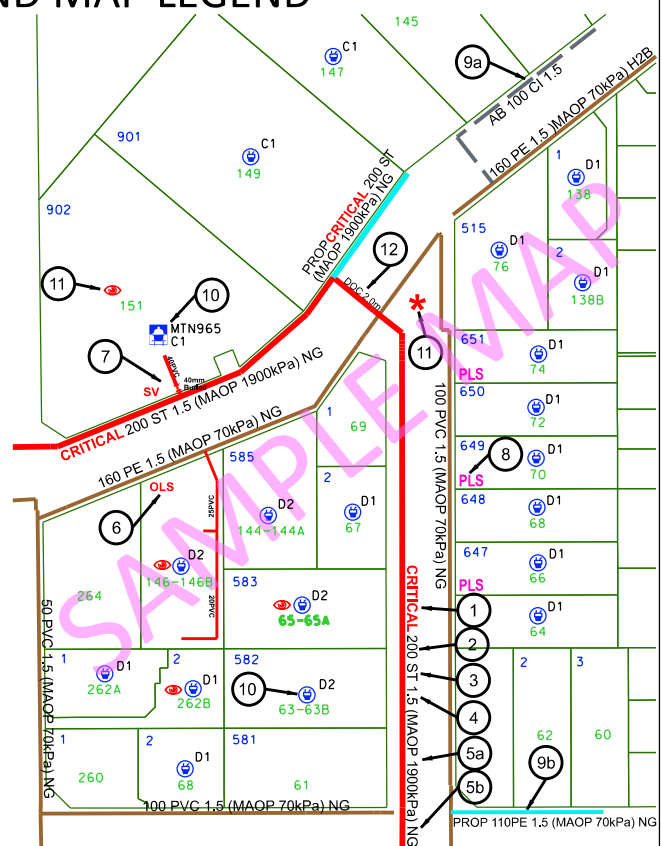 ND MAP LEGEND
145
C1
147
9a
AB 100 CI 1.5
160 PE 1.5 )MAOP 70kPa) H2B
901
C1
149
1
D1
138
902
PROP CRITICAL 200 ST
(MAOP 1900kPa) NG
515
D1
76
2
D1
138B
12
11
151
10
MTN965
C1
DOC 2.0m
*
11
7
40PVC
40mm
SV
651
D1
74
PLS
CRITICAL 200 ST 1.5 (MAOP 1900kPa) NG
160 PE 1.5 (MAOP 70kPa) NG
100 PVC 1.5 (MAOP 70kPa) NG
650
D1
72
1
69
649
D1
70
8
PLS
585
OLS
6
25PVC
D2
144-144A
2
D1
67
648
D1
68
D2
146-146B
264
20PVC
583
D2
65-65A
647
D1
66
PLS
D1
64
CRITICAL 200 ST 1.5 (MAOP 1900kPa) NG
1
2
3
4
5a
5b
50 PVC 1.5 (MAOP 70kPa) NG
1
D1
262A
2
D1
262B
582
10
D2
63-63B
2
62
3
60
1
260
2
D1
68
581
61
9b
100 PVC 1.5 (MAOP 70kPa) NG
PROP 110PE 1.5 (MAOP 70kPa) NG
SAMPLE MAP